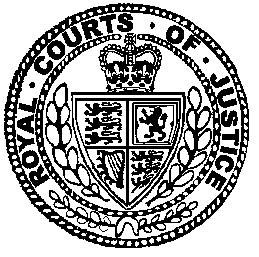 ROYAL · COURTS · OF · JUSTICE